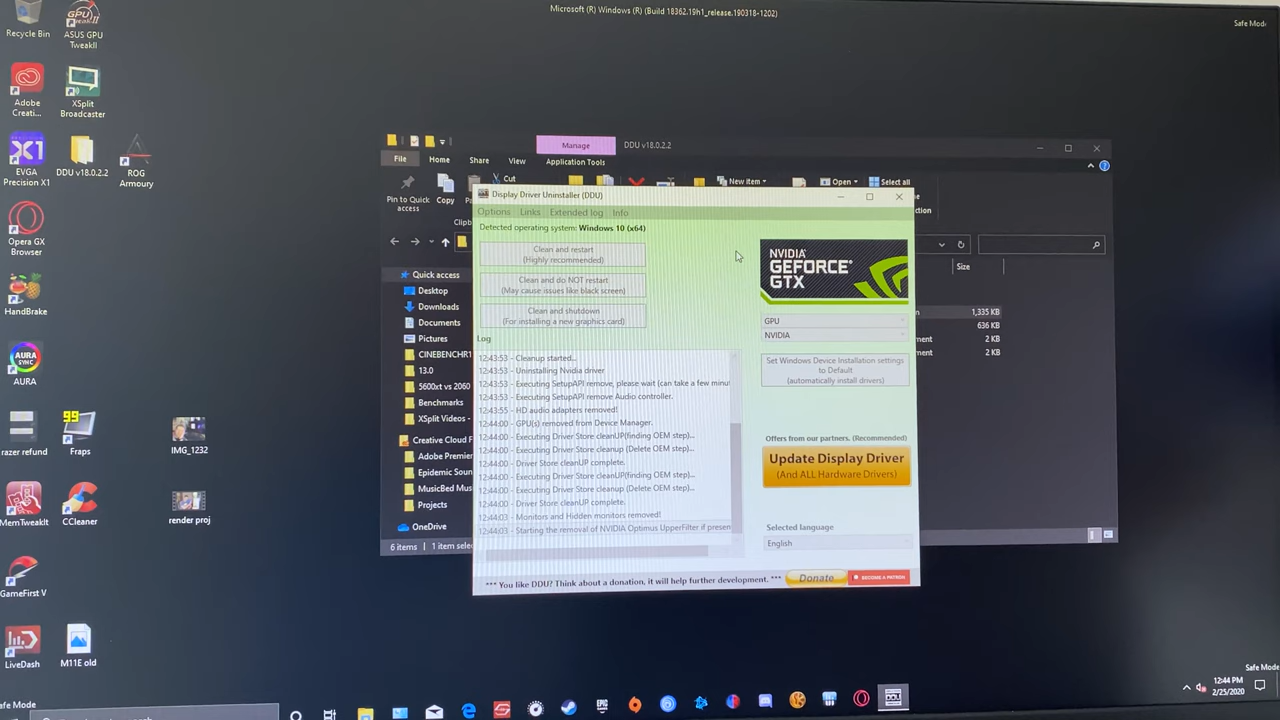 Microsoft (R) Windows (R) (Build 18362.19h1_release.190318-1202)
Safe Mod
Recycle Bin
ASUS GPU
TweakII
Adobe
Creati...
XSplit
Broadcaster
EVGA
Precision X1
DDU v18.0.2.2
ROG
Armoury
Opera GX
Browser
HandBrake
AURA
SYNC
AURA
razer refund
99
Fraps
IMG_1232
MemTweakIt
CCleaner
render proj
GameFirst V
LiveDash
M11E old
Manage
DDU v18.0.2.2
File
Home
Share
View
Application Tools
Pin to Quick
access
Copy
Cut
New item
Open
Select all
Clipb
Size
Quick access
Desktop
Downloads
Documents
Pictures
CINEBENCHR1
13.0
5600xt vs 2060
Benchmarks
XSplit Videos -
Creative Cloud F
Adobe Premier
Epidemic Soun
MusicBed Mus
Projects
OneDrive
1,335 KB
636 KB
2 KB
2 KB
6 items
1 item selec
Display Driver Uninstaller (DDU)
Options
Links
Extended log
Info
Detected operating system: Windows 10 (x64)
Clean and restart
(Highly recommended)
Clean and do NOT restart
(May cause issues like black screen)
Clean and shutdown
(For installing a new graphics card)
Log
12:43:53 - Cleanup started...
12:43:53 - Uninstalling Nvidia driver
12:43:53 - Executing SetupAPI remove, please wait (can take a few minut
12:43:53 - Executing SetupAPI remove Audio controller.
12:43:55 - HD audio adapters removed!
12:44:00 - GPU(s) removed from Device Manager.
12:44:00 - Executing Driver Store cleanUP(finding OEM step)...
12:44:00 - Executing Driver Store cleanup (Delete OEM step)...
12:44:00 - Driver Store cleanUP complete.
12:44:00 - Executing Driver Store cleanUP(finding OEM step)...
12:44:00 - Executing Driver Store cleanup (Delete OEM step)...
12:44:00 - Driver Store cleanUP complete.
12:44:03 - Monitors and Hidden monitors removed!
12:44:03 - Starting the removal of NVIDIA Optimus UpperFilter if presen
NVIDIA
GEFORCE
GTX
GPU
NVIDIA
Set Windows Device Installation settings
to Default
(automatically install drivers)
Offers from our partners. (Recommended)
Update Display Driver
(And ALL Hardware Drivers)
Selected language
English
*** You like DDU? Think about a donation, it will help further development. ***
Donate
BECOME A PATRON
Safe Mode
12:44 PM
2/25/2020
afe Mode